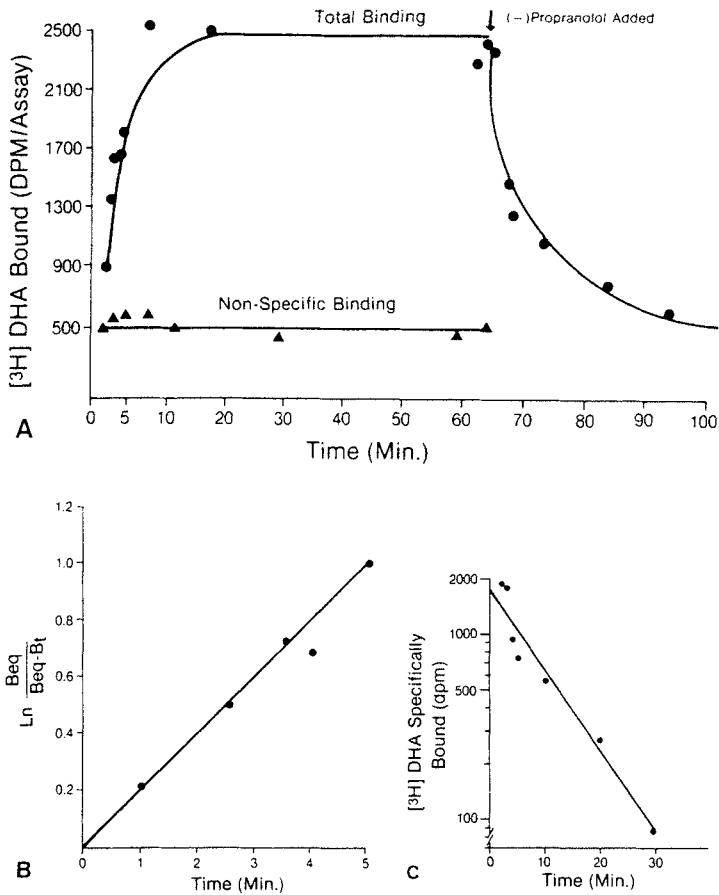 Total Binding
(-)Propranolol Added
[³H] DHA Bound (DPM/Assay)
2500
2100
1700
1300
900
500
Non-Specific Binding
0 5 10 20 30 40 50 60 70 80 90 100
Time (Min.)
A
Ln Beq
Beq-Bt
1.2
1.0
0.8
0.6
0.4
0.2
0 1 2 3 4 5
Time (Min.)
B
[³H] DHA Specifically
Bound (dpm)
2000
1000
500
100
0 10 20 30
Time (Min.)
C